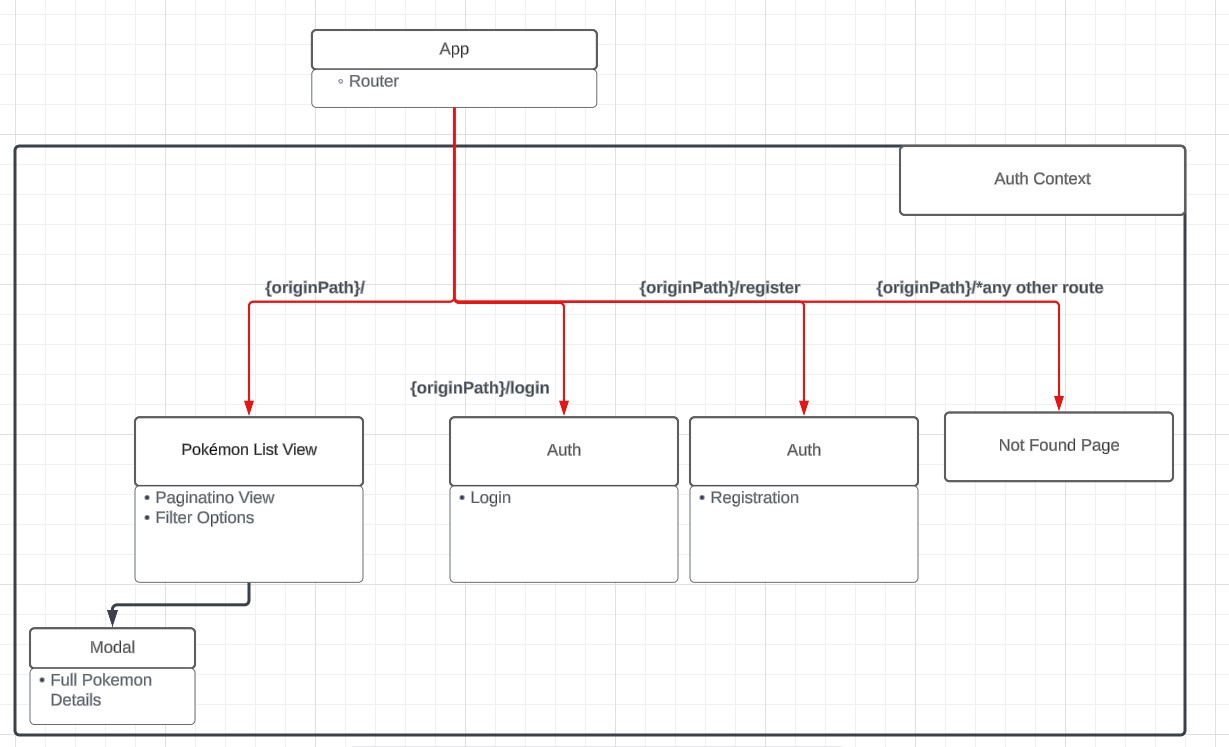 App
◦ Router
Auth Context
{originPath}/
{originPath}/register
{originPath}/*any other route
{originPath}/login
Pokémon List View
• Paginatino View
• Filter Options
Auth
• Login
Auth
• Registration
Not Found Page
Modal
• Full Pokemon
Details